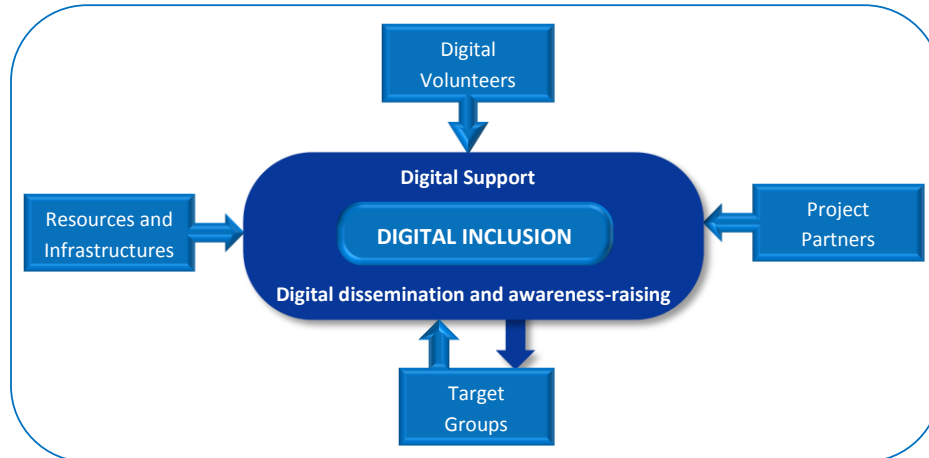 Digital
Volunteers
Digital Support
Resources and
Infrastructures
DIGITAL INCLUSION
Project
Partners
Digital dissemination and awareness-raising
Target
Groups